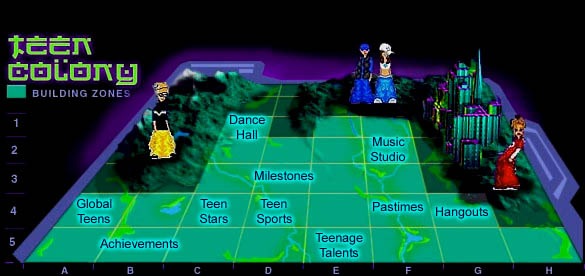 teen
colony
BUILDING ZONES
1
Dance
Hall
2
Music
Studio
3
Milestones
4
Global
Teens
Teen
Stars
Teen
Sports
Pastimes
Hangouts
5
Achievements
Teenage
Talents
A B C D E F G H